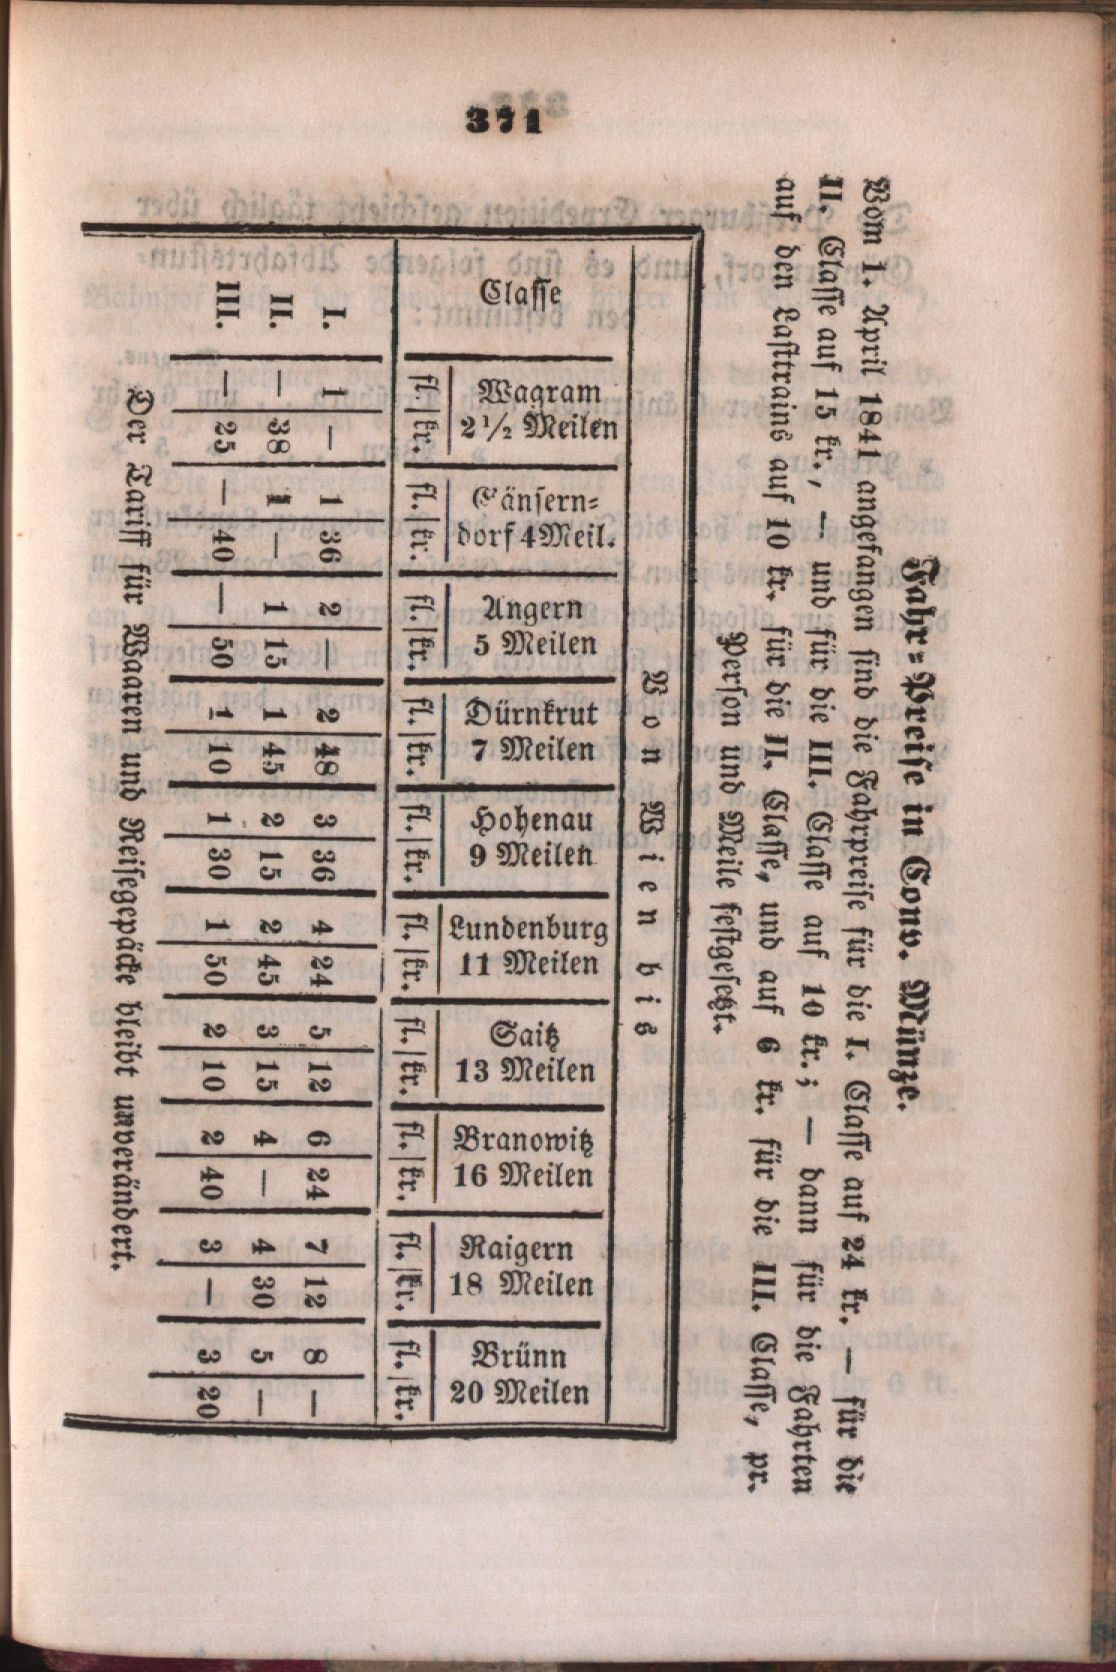 371
Fahr=Preise in Conv. Münze.
Vom 1. April 1841 angefangen sind die Fahrpreise für die I. Classe auf 24 kr. — für die
II. Classe auf 15 kr., — und für die III. Classe auf 10 kr.; — dann für die Fahrten
auf den Lasttrains auf 10 kr. für die II. Classe, und auf 6 kr. für die III. Classe, pr.
Person und Meile festgesetzt.
Von Wien bis
Classe
Wagram
2 1/2 Meilen
Gänsern=
dorf 4 Meil.
Angern
5 Meilen
Dürnkrut
7 Meilen
Hohenau
9 Meilen
Lundenburg
11 Meilen
Saitz
13 Meilen
Branowitz
16 Meilen
Raigern
18 Meilen
Brünn
20 Meilen
fl. kr. fl. kr. fl. kr. fl. kr. fl. kr. fl. kr. fl. kr. fl. kr. fl. kr. fl. kr.
I. 1 — 1 36 2 — 2 48 3 36 4 24 5 12 6 24 7 12 8 —
II. — 38 1 — 1 15 1 45 2 15 2 45 3 15 4 — 4 30 5 —
III. — 25 — 40 — 50 1 10 1 30 1 50 2 10 2 40 3 — 3 20
Der Tariff für Waaren und Reisegepäcke bleibt unverändert.